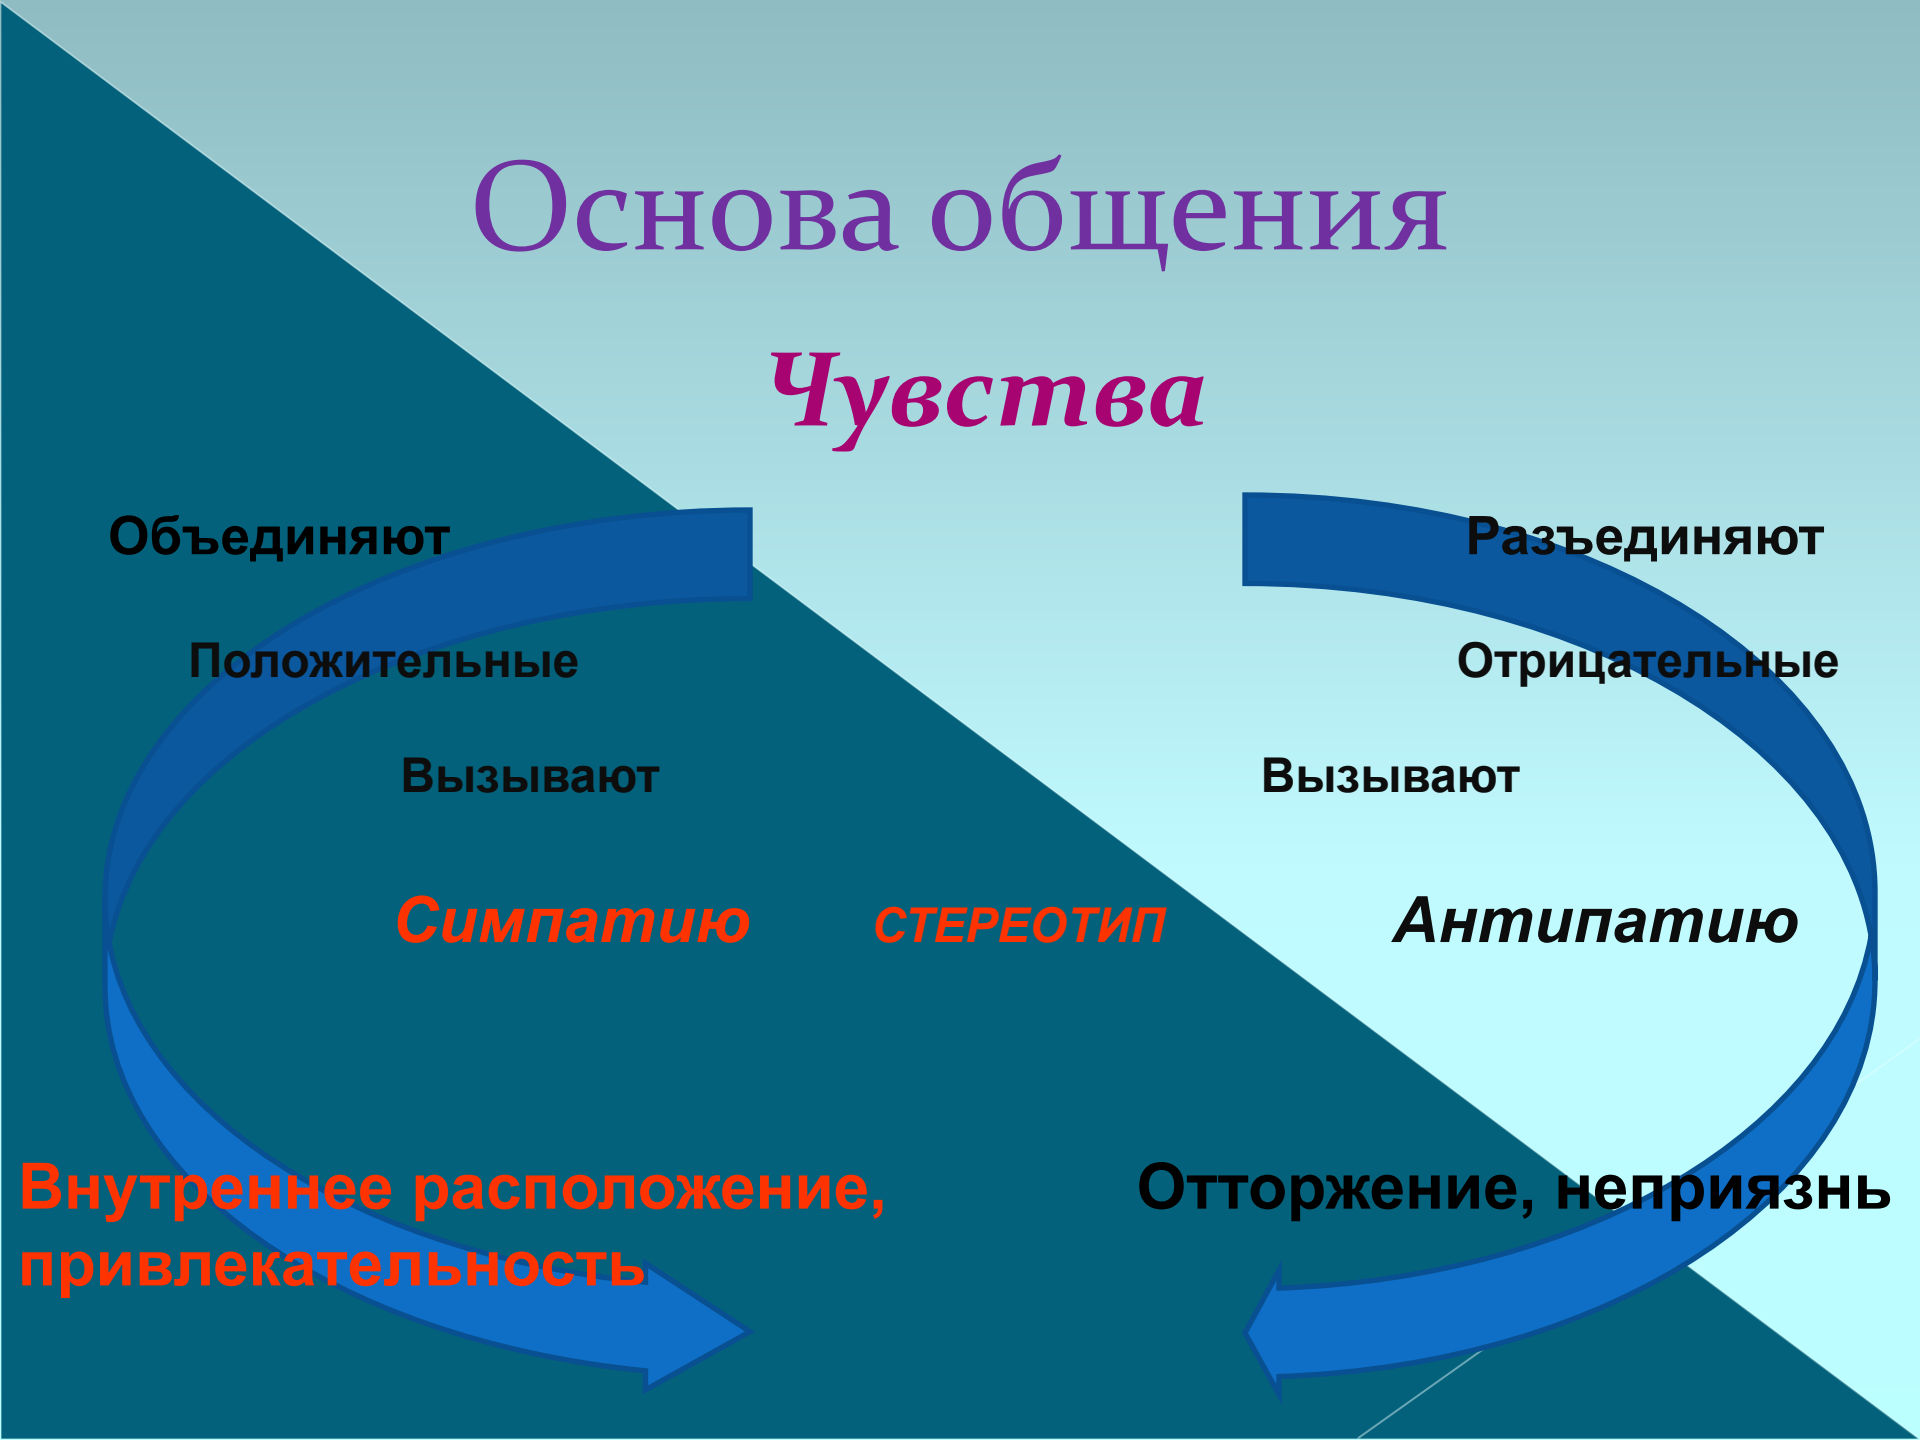 Основа общения
Чувства
Объединяют
Разъединяют
Положительные
Отрицательные
Вызывают
Вызывают
Симпатию
СТЕРЕОТИП
Антипатию
Внутреннее расположение,
привлекательность
Отторжение, неприязнь